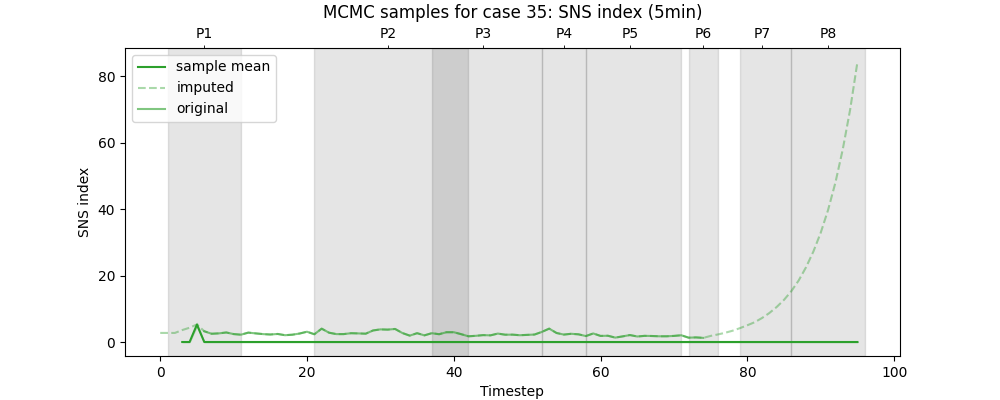 MCMC samples for case 35: SNS index (5min)
P1 P2 P3 P4 P5 P6 P7 P8
sample mean
imputed
original
80
60
40
20
0
SNS index
0 20 40 60 80 100
Timestep